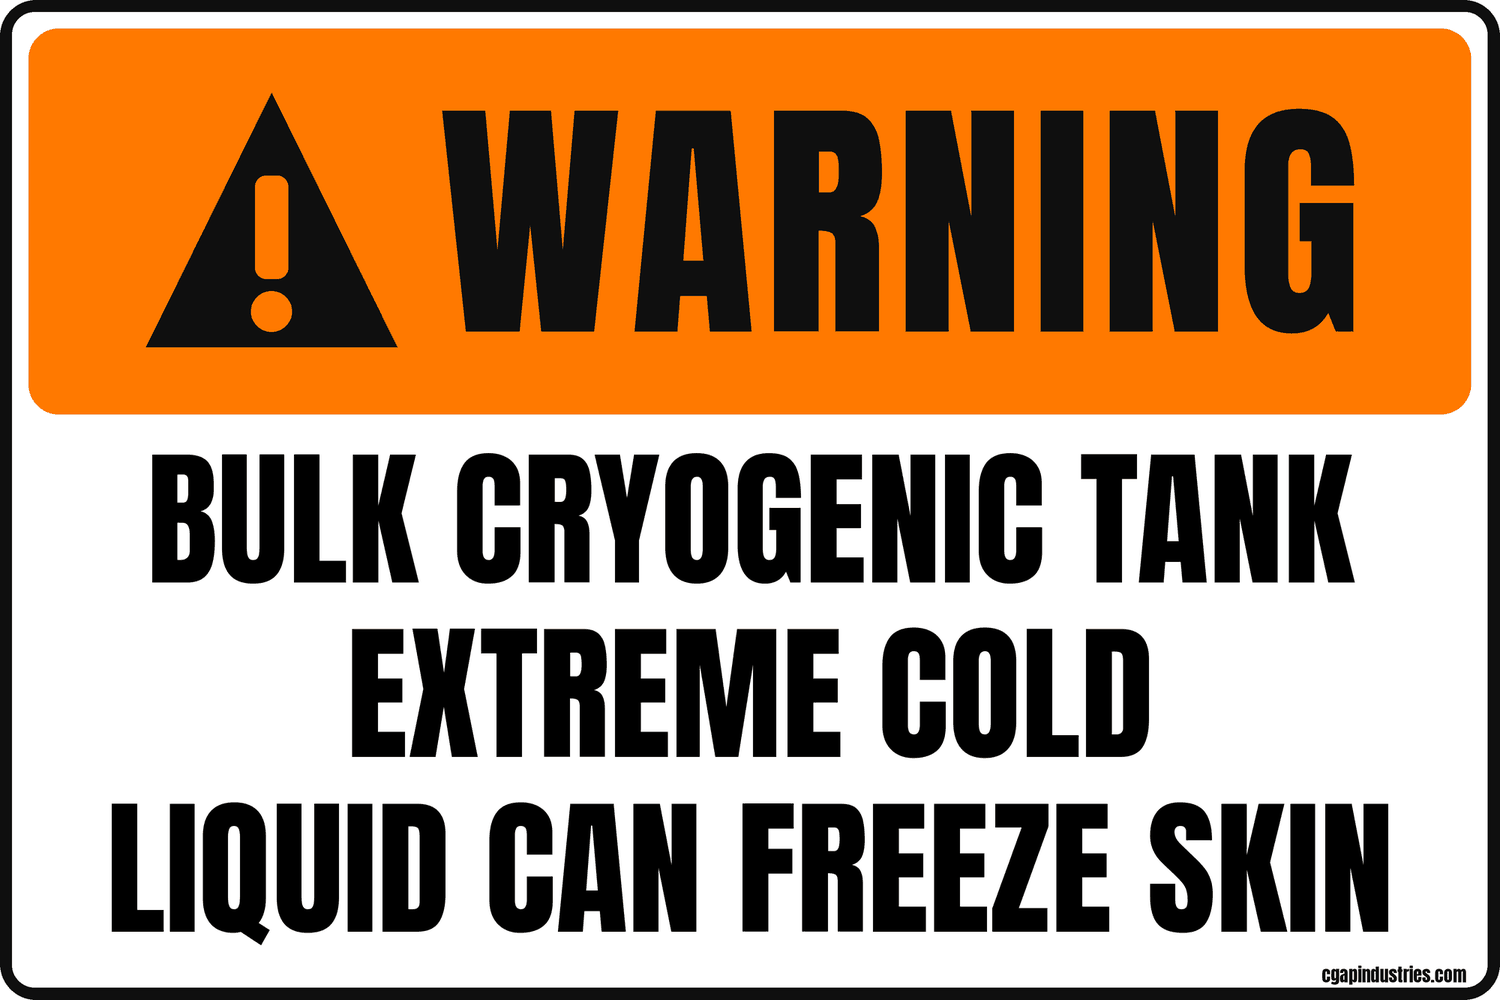 WARNING
BULK CRYOGENIC TANK
EXTREME COLD
LIQUID CAN FREEZE SKIN
cgapindustries.com